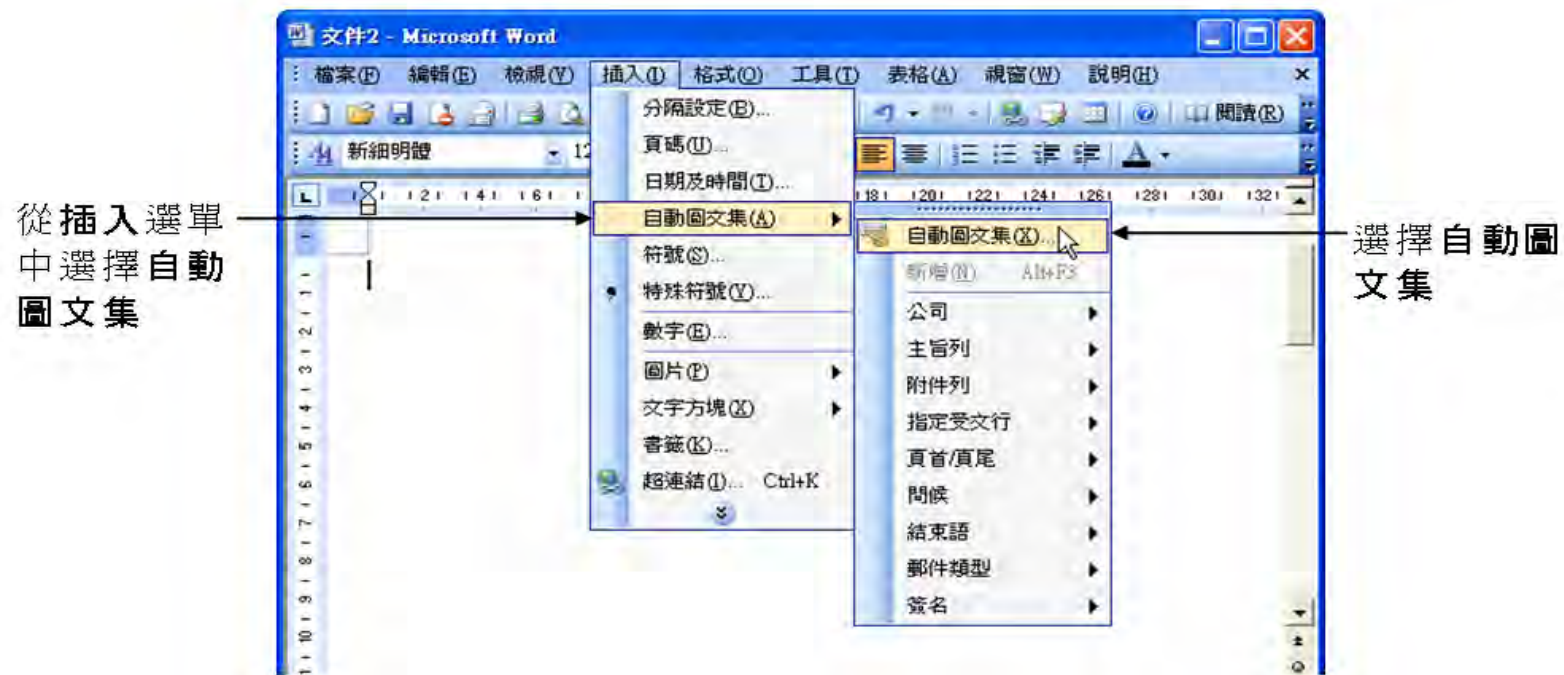 文件2 - Microsoft Word
檔案(F) 編輯(E) 檢視(V) 插入(I) 格式(O) 工具(T) 表格(A) 視窗(W) 說明(H)
閱讀(R)
新細明體 12
從插入選單
中選擇自動
圖文集
分隔設定(B)...
頁碼(U)...
日期及時間(T)...
自動圖文集(A)
符號(S)...
特殊符號(Y)...
數字(E)...
圖片(P)
文字方塊(X)
書籤(K)...
超連結(I)... Ctrl+K
自動圖文集(X)...
新增(N) Alt+F3
公司
主旨列
附件列
指定受文行
頁首/頁尾
問候
結束語
郵件類型
簽名
選擇自動圖
文集